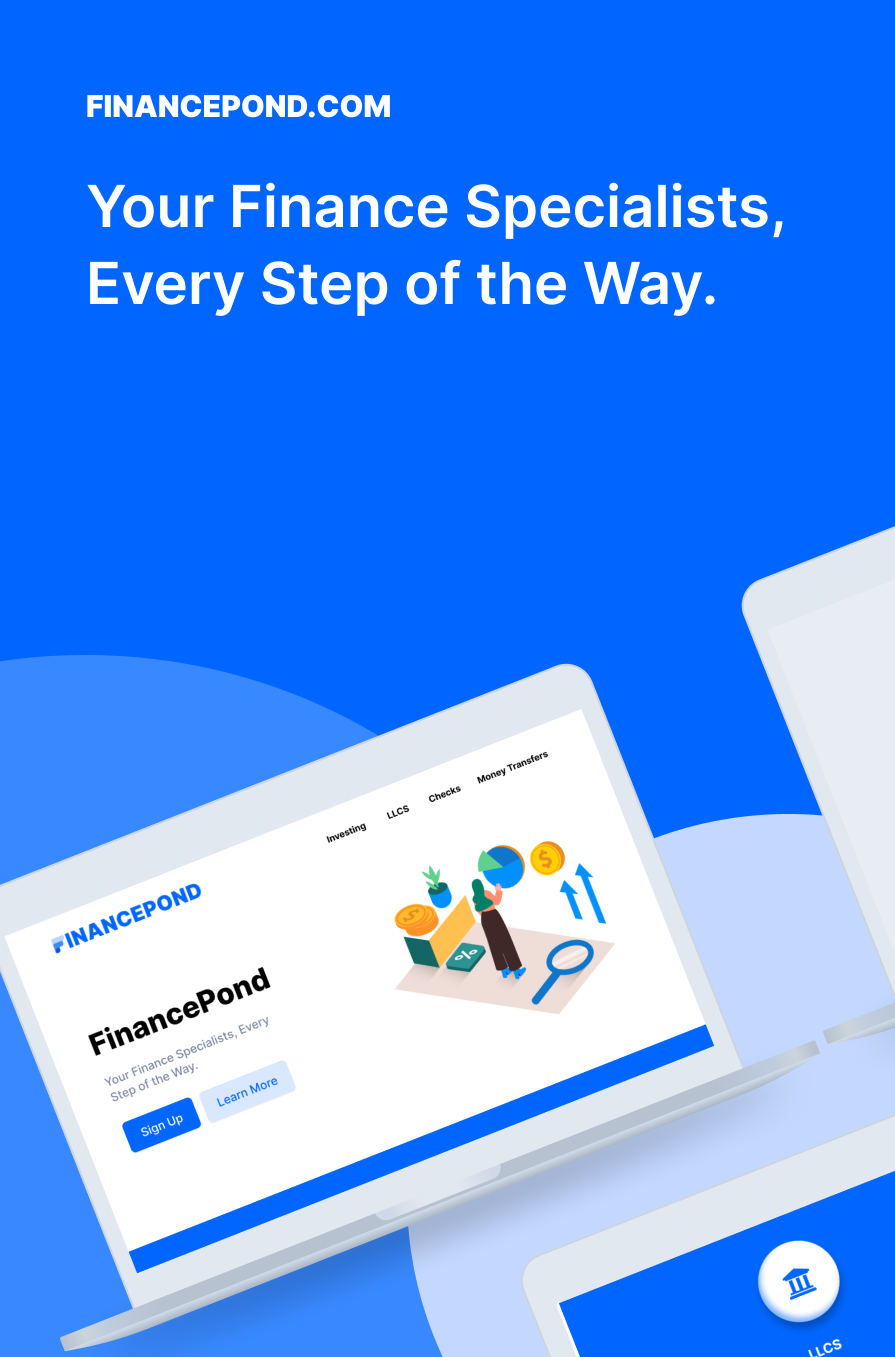 FINANCEPOND.COM
Your Finance Specialists,
Every Step of the Way.
Investing
LLCS
Checks
Money Transfers
FINANCEPOND
FinancePond
Your Finance Specialists, Every
Step of the Way.
Sign Up
Learn More
$
$
%
LLCS